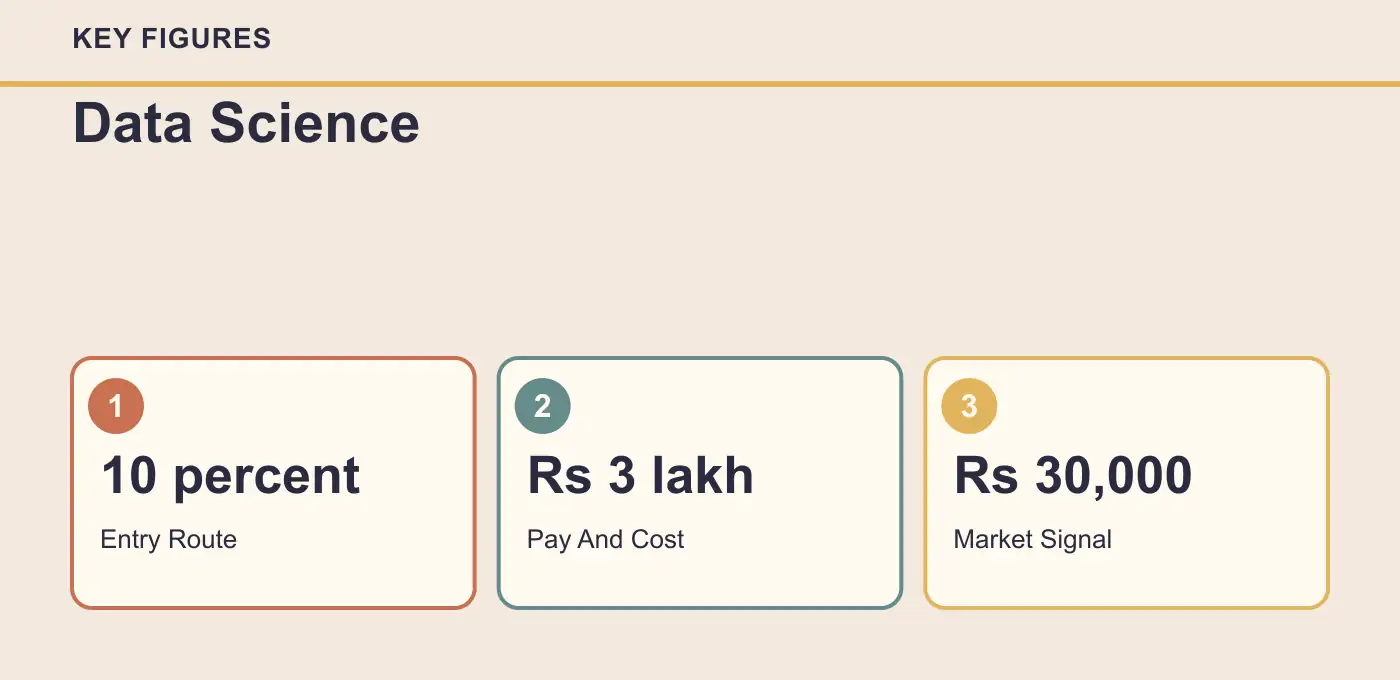 KEY FIGURES
Data Science
1
10 percent
Entry Route
2
Rs 3 lakh
Pay And Cost
3
Rs 30,000
Market Signal